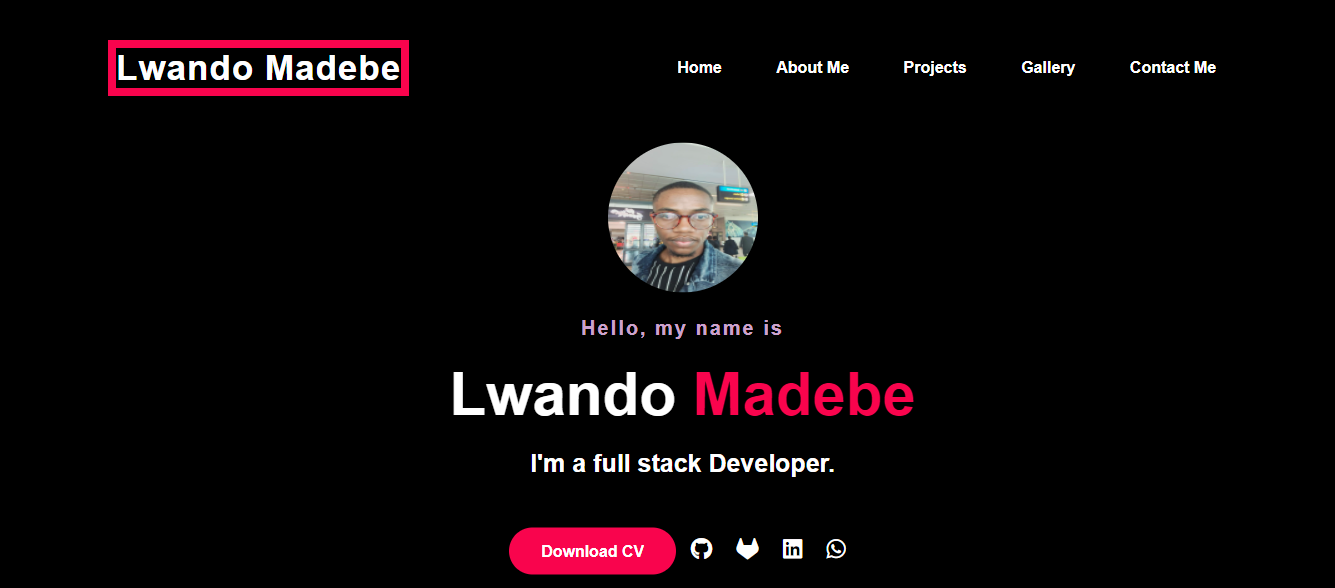 Lwando Madebe
Home About Me Projects Gallery Contact Me
Hello, my name is
Lwando Madebe
I'm a full stack Developer.
Download CV